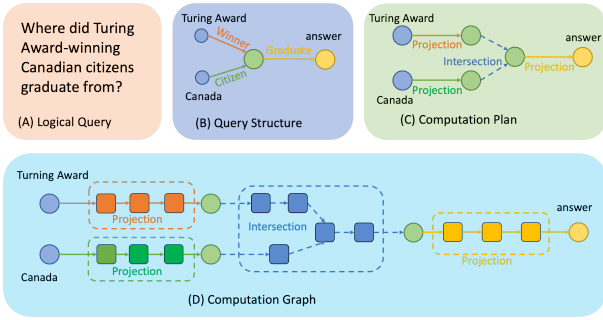 Where did Turing
Award-winning
Canadian citizens
graduate from?
(A) Logical Query
Turing Award
Winner
answer
Graduate
Citizen
Canada
(B) Query Structure
Turing Award
Projection
answer
Intersection
Projection
Projection
Canada
(C) Computation Plan
Turning Award
Projection
Intersection
answer
Projection
Canada
Projection
(D) Computation Graph